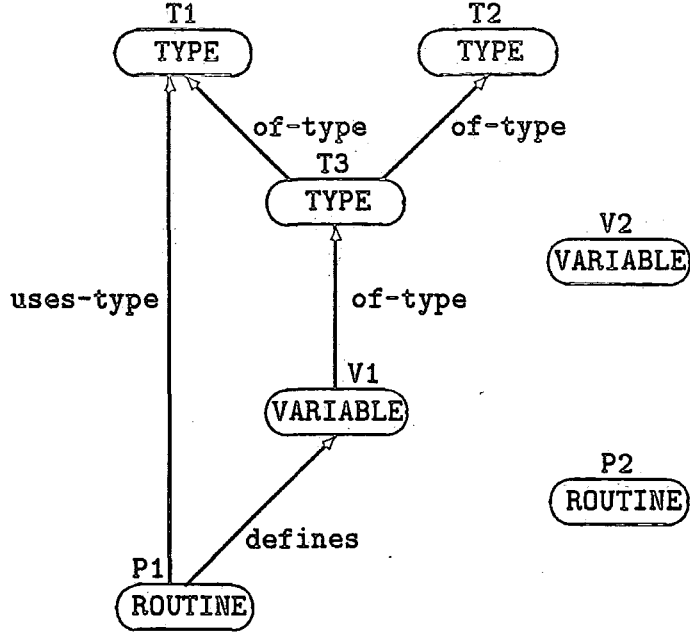 T1 T2
TYPE TYPE
of-type of-type
T3
TYPE
V2
VARIABLE
uses-type of-type
V1
VARIABLE
P2
ROUTINE
defines
P1
ROUTINE